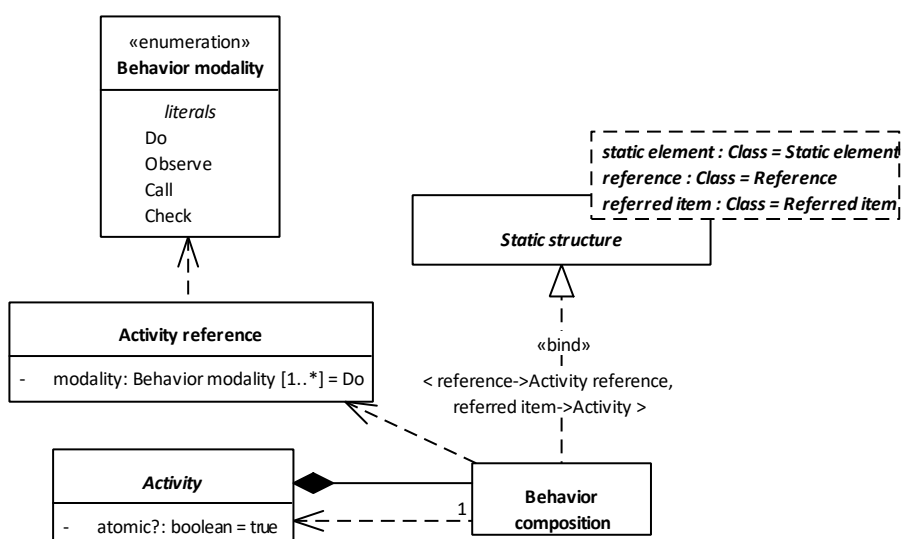 «enumeration»
Behavior modality
literals
Do
Observe
Call
Check
static element : Class = Static element
reference : Class = Reference
referred item : Class = Referred item
Static structure
Activity reference
- modality: Behavior modality [1..*] = Do
«bind»
< reference->Activity reference,
referred item->Activity >
Activity
- atomic?: boolean = true
1
Behavior
composition